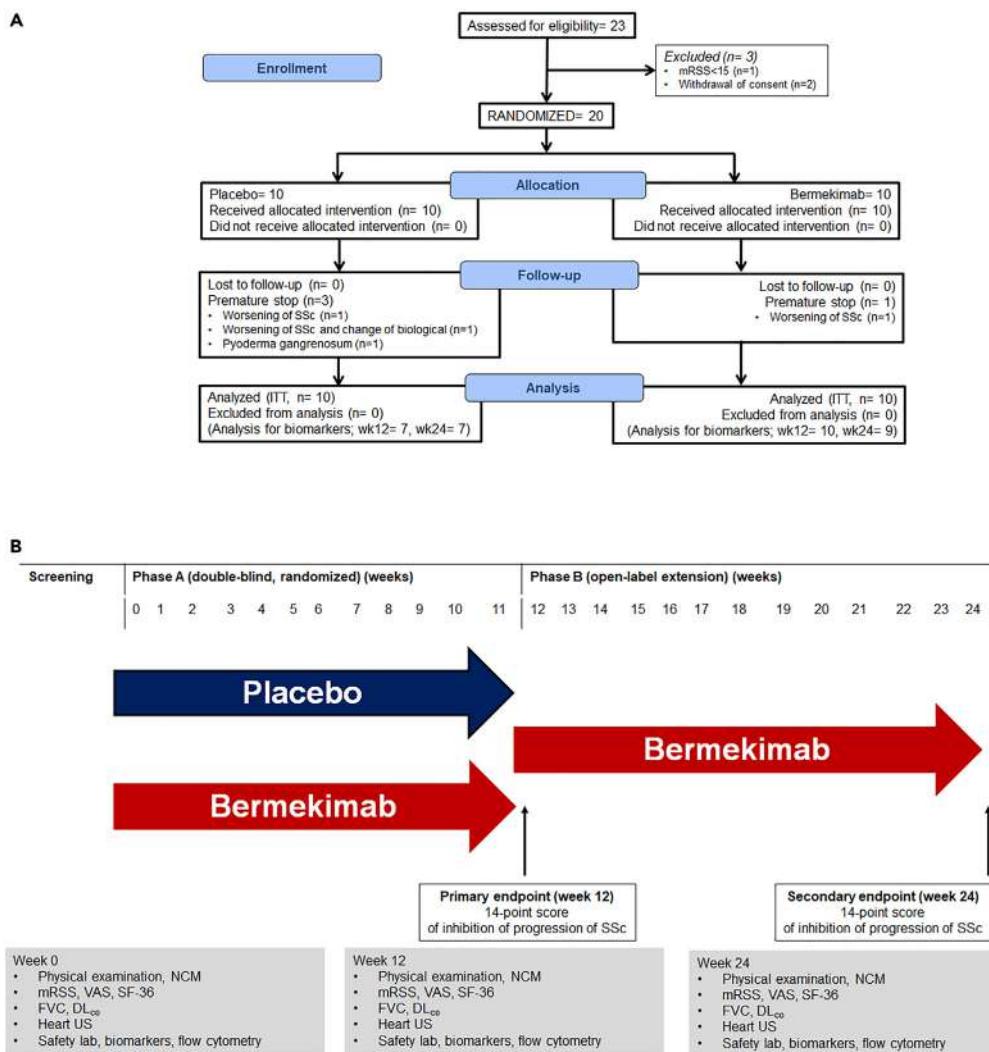 A
Assessed for eligibility= 23
Enrollment
Excluded (n= 3)
• mRSS<15 (n=1)
• Withdrawal of consent (n=2)
RANDOMIZED= 20
Allocation
Placebo= 10
Received allocated intervention (n= 10)
Did not receive allocated intervention (n= 0)
Bermekimab= 10
Received allocated intervention (n= 10)
Did not receive allocated intervention (n= 0)
Follow-up
Lost to follow-up (n= 0)
Premature stop (n=3)
• Worsening of SSc (n=1)
• Worsening of SSc and change of biological (n=1)
• Pyoderma gangrenosum (n=1)
Lost to follow-up (n= 0)
Premature stop (n= 1)
• Worsening of SSc (n=1)
Analysis
Analyzed (ITT, n= 10)
Excluded from analysis (n= 0)
(Analysis for biomarkers; wk12= 7, wk24= 7)
Analyzed (ITT, n= 10)
Excluded from analysis (n= 0)
(Analysis for biomarkers; wk12= 10, wk24= 9)
B
Screening Phase A (double-blind, randomized) (weeks) Phase B (open-label extension) (weeks)
0 1 2 3 4 5 6 7 8 9 10 11 12 13 14 15 16 17 18 19 20 21 22 23 24
Placebo
Bermekimab
Bermekimab
Primary endpoint (week 12)
14-point score
of inhibition of progression of SSc
Secondary endpoint (week 24)
14-point score
of inhibition of progression of SSc
Week 0
• Physical examination, NCM
• mRSS, VAS, SF-36
• FVC, DLco
• Heart US
• Safety lab, biomarkers, flow cytometry
Week 12
• Physical examination, NCM
• mRSS, VAS, SF-36
• FVC, DLco
• Heart US
• Safety lab, biomarkers, flow cytometry
Week 24
• Physical examination, NCM
• mRSS, VAS, SF-36
• FVC, DLco
• Heart US
• Safety lab, biomarkers, flow cytometry